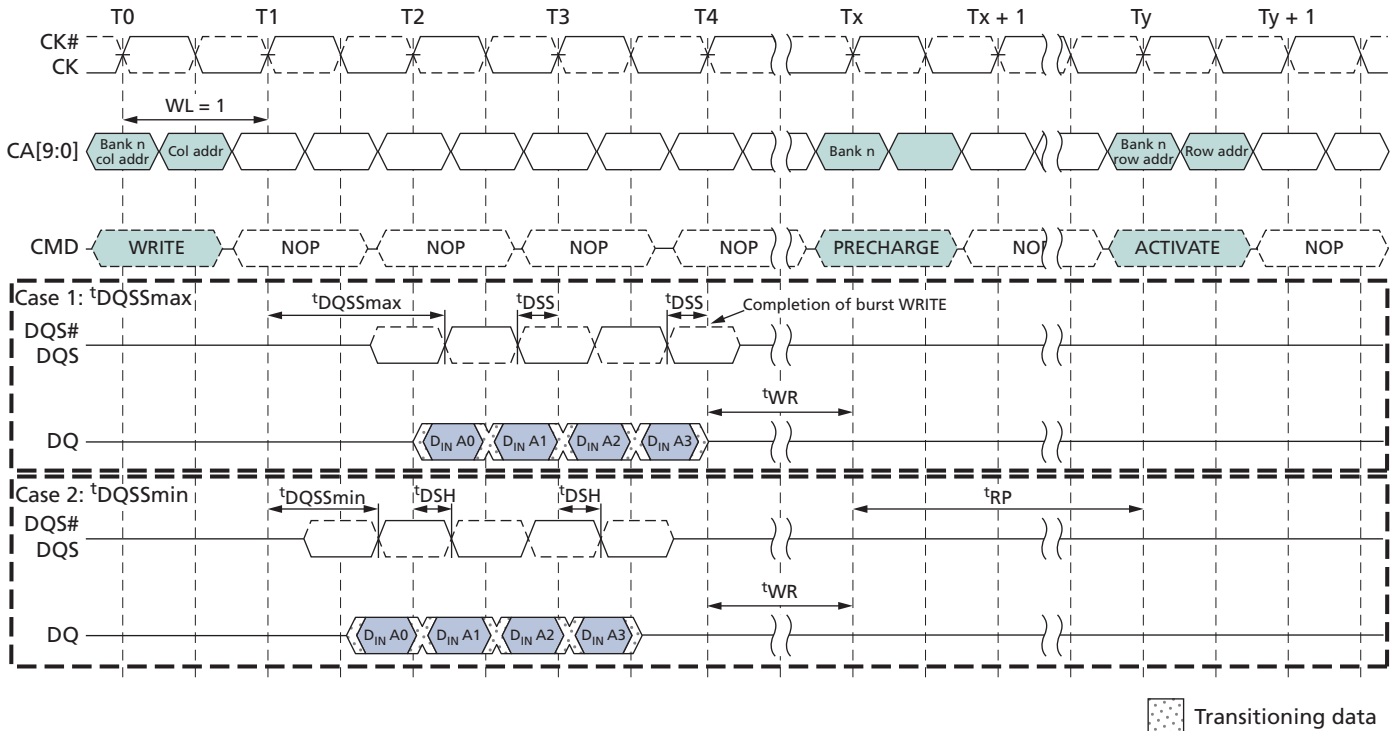 T0 T1 T2 T3 T4 Tx Tx + 1 Ty Ty + 1
CK#
CK
WL = 1
CA[9:0] Bank n col addr Col addr Bank n Bank n row addr Row addr
CMD WRITE NOP NOP NOP NOP PRECHARGE NOP ACTIVATE NOP
Case 1: tDQSSmax
tDQSSmax tDSS tDSS Completion of burst WRITE
DQS#
DQS
tWR
DQ DIN A0 DIN A1 DIN A2 DIN A3
Case 2: tDQSSmin
tDQSSmin tDSH tDSH tRP
DQS#
DQS
tWR
DQ DIN A0 DIN A1 DIN A2 DIN A3
Transitioning data